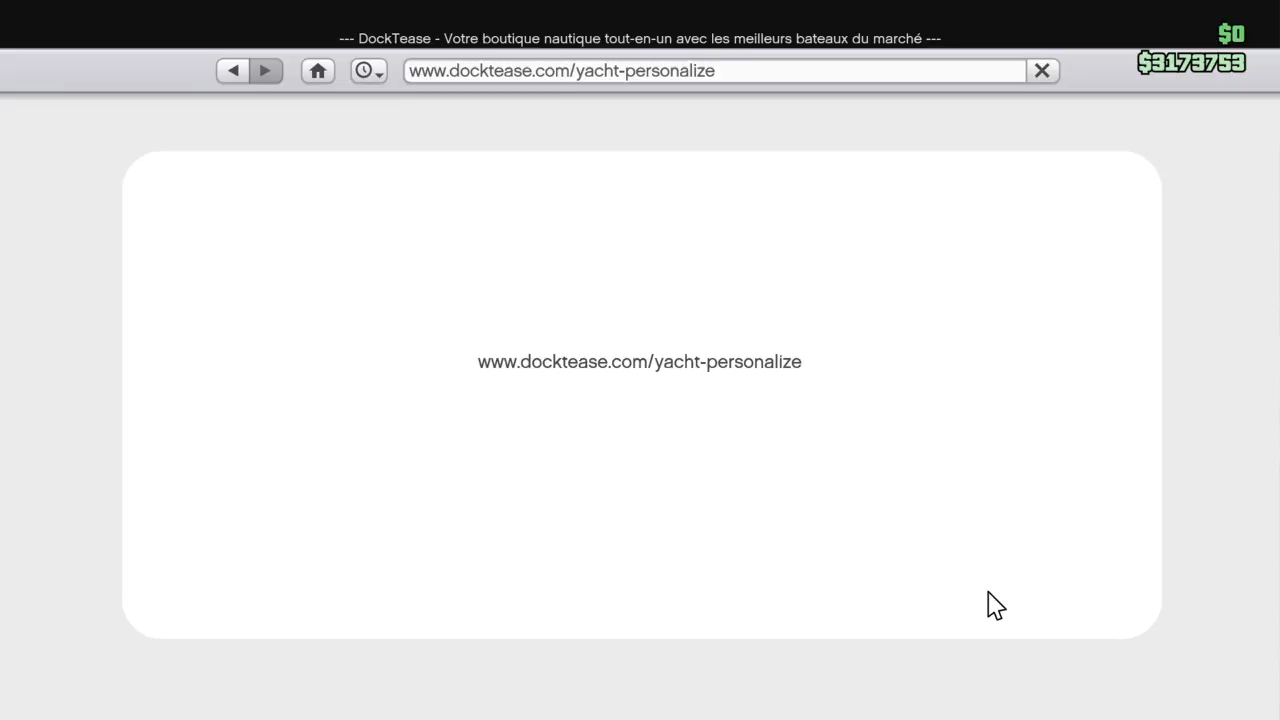 --- DockTease - Votre boutique nautique tout-en-un avec les meilleurs bateaux du marché ---
$0
www.docktease.com/yacht-personalize
$3173753
www.docktease.com/yacht-personalize